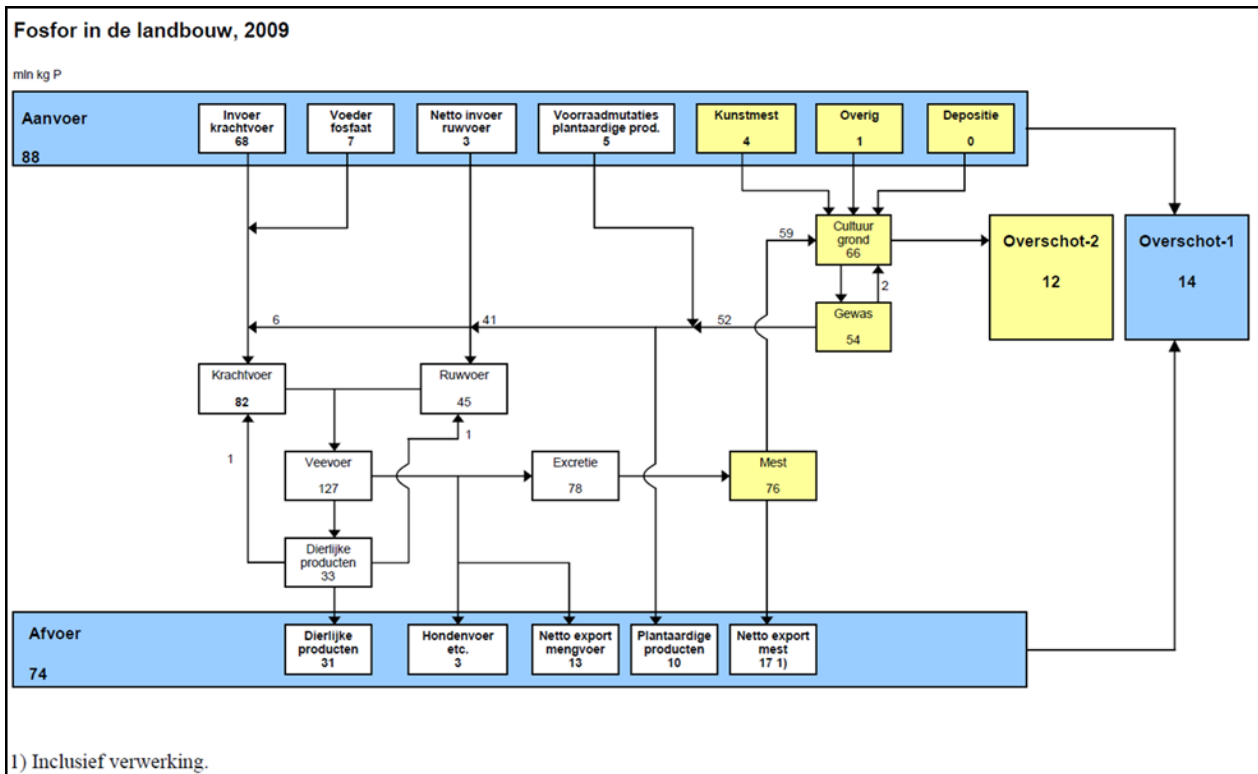 Fosfor in de landbouw, 2009
mln kg P
Aanvoer
88
Invoer
krachtvoer
68
Voeder
fosfaat
7
Netto invoer
ruwvoer
3
Voorraadmutaties
plantaardige prod.
5
Kunstmest
4
Overig
1
Depositie
0
59
Cultuur
grond
66
Overschot-2
12
Overschot-1
14
2
6
41
52
Gewas
54
Krachtvoer
82
Ruwvoer
45
1
1
Veevoer
127
Excretie
78
Mest
76
Dierlijke
producten
33
Afvoer
74
Dierlijke
producten
31
Hondenvoer
etc.
3
Netto export
mengvoer
13
Plantaardige
producten
10
Netto export
mest
17 1)
1) Inclusief verwerking.